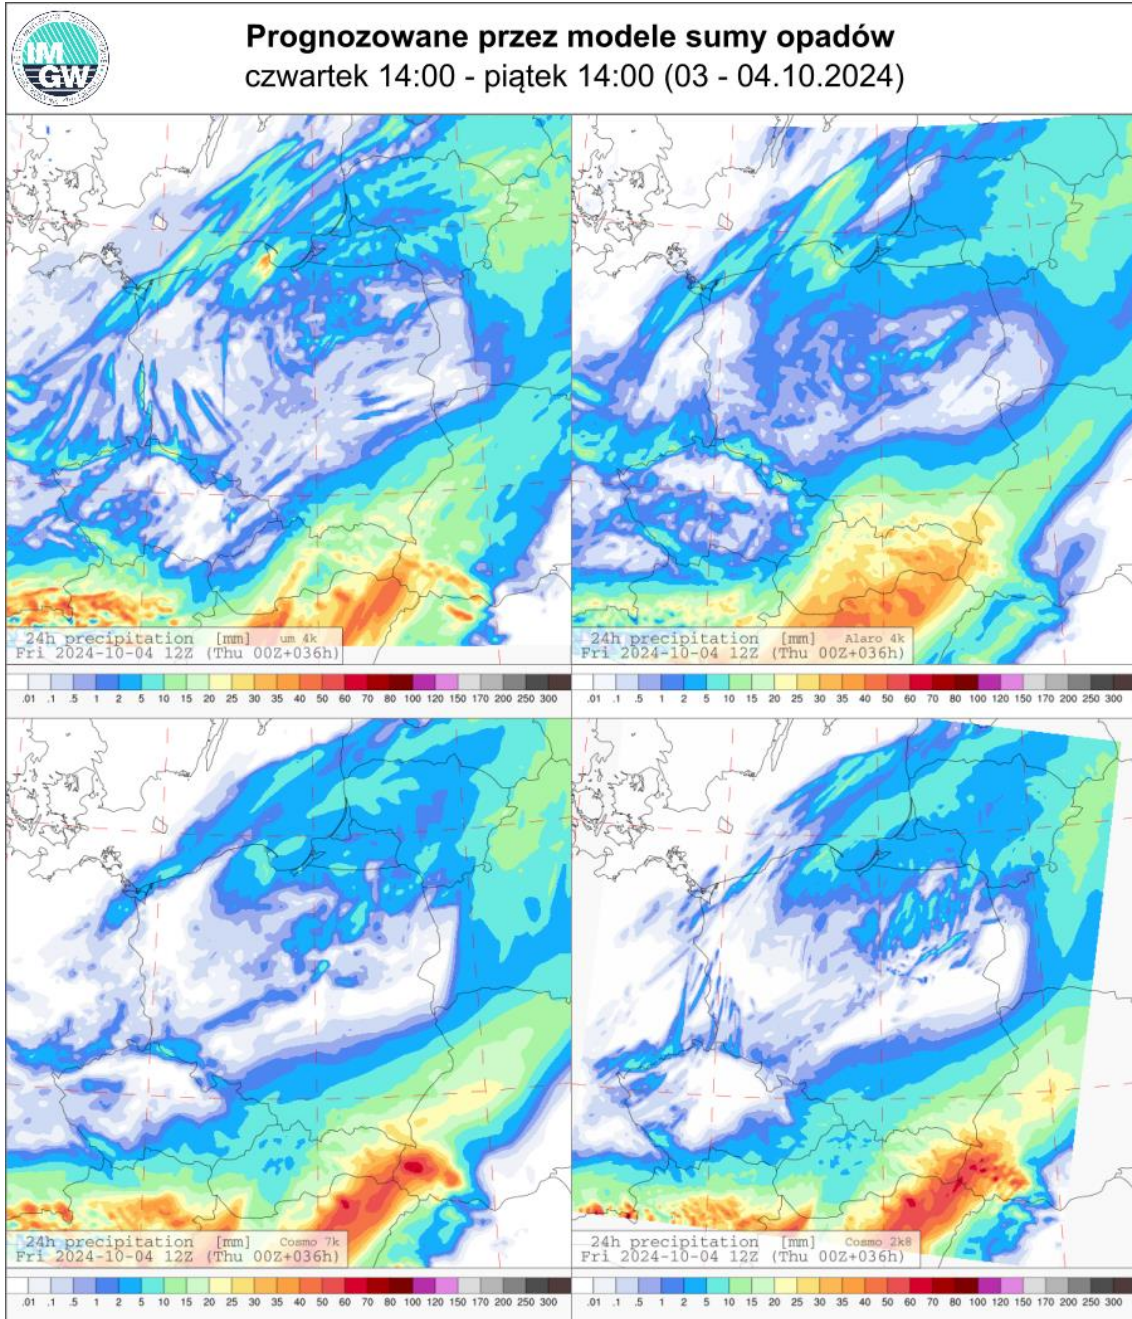 IM
GW
Prognozowane przez modele sumy opadów
czwartek 14:00 - piątek 14:00 (03 - 04.10.2024)
24h precipitation [mm] um 4k
Fri 2024-10-04 12Z (Thu 00Z+036h)
24h precipitation [mm] Alaro 4k
Fri 2024-10-04 12Z (Thu 00Z+036h)
.01 .1 .5 1 2 5 10 15 20 25 30 35 40 50 60 70 80 100 120 150 170 200 250 300
.01 .1 .5 1 2 5 10 15 20 25 30 35 40 50 60 70 80 100 120 150 170 200 250 300
24h precipitation [mm] Cosmo 7k
Fri 2024-10-04 12Z (Thu 00Z+036h)
24h precipitation [mm] Cosmo 2k8
Fri 2024-10-04 12Z (Thu 00Z+036h)
.01 .1 .5 1 2 5 10 15 20 25 30 35 40 50 60 70 80 100 120 150 170 200 250 300
.01 .1 .5 1 2 5 10 15 20 25 30 35 40 50 60 70 80 100 120 150 170 200 250 300